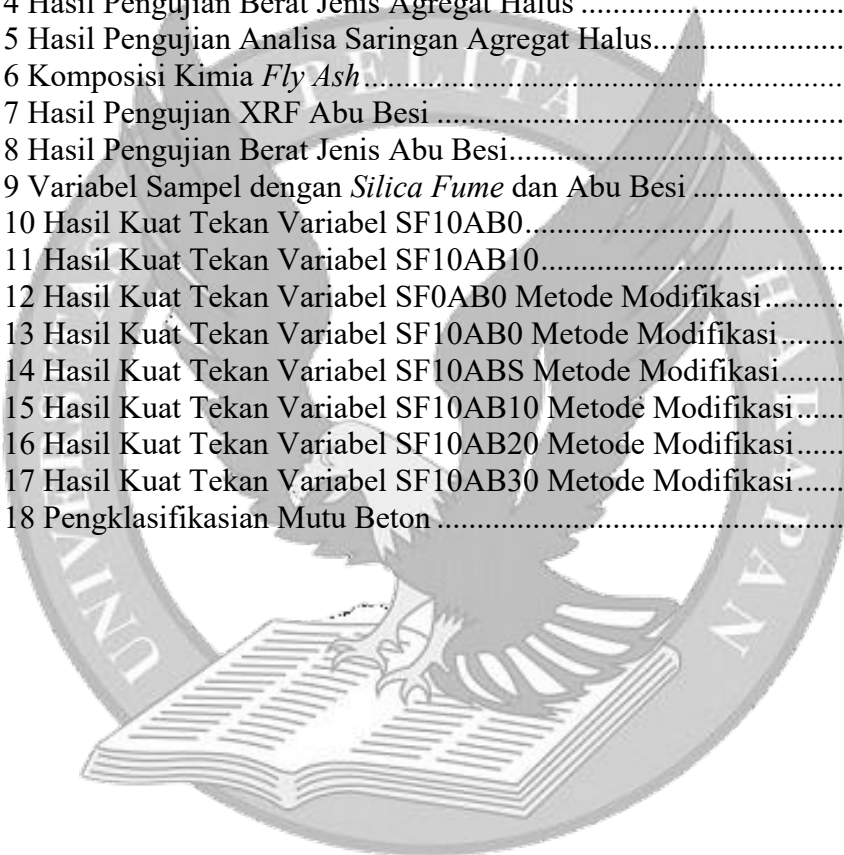 4 Hasil Pengujian Berat Jenis Agregat Halus ..............................
5 Hasil Pengujian Analisa Saringan Agregat Halus......................
6 Komposisi Kimia Fly Ash..........................................................
7 Hasil Pengujian XRF Abu Besi .................................................
8 Hasil Pengujian Berat Jenis Abu Besi........................................
9 Variabel Sampel dengan Silica Fume dan Abu Besi ..................
10 Hasil Kuat Tekan Variabel SF10AB0......................................
11 Hasil Kuat Tekan Variabel SF10AB10....................................
12 Hasil Kuat Tekan Variabel SF0AB0 Metode Modifikasi..........
13 Hasil Kuat Tekan Variabel SF10AB0 Metode Modifikasi........
14 Hasil Kuat Tekan Variabel SF10ABS Metode Modifikasi........
15 Hasil Kuat Tekan Variabel SF10AB10 Metode Modifikasi......
16 Hasil Kuat Tekan Variabel SF10AB20 Metode Modifikasi......
17 Hasil Kuat Tekan Variabel SF10AB30 Metode Modifikasi......
18 Pengklasifikasian Mutu Beton .................................................
UNIVERSITAS PELITA HARAPAN